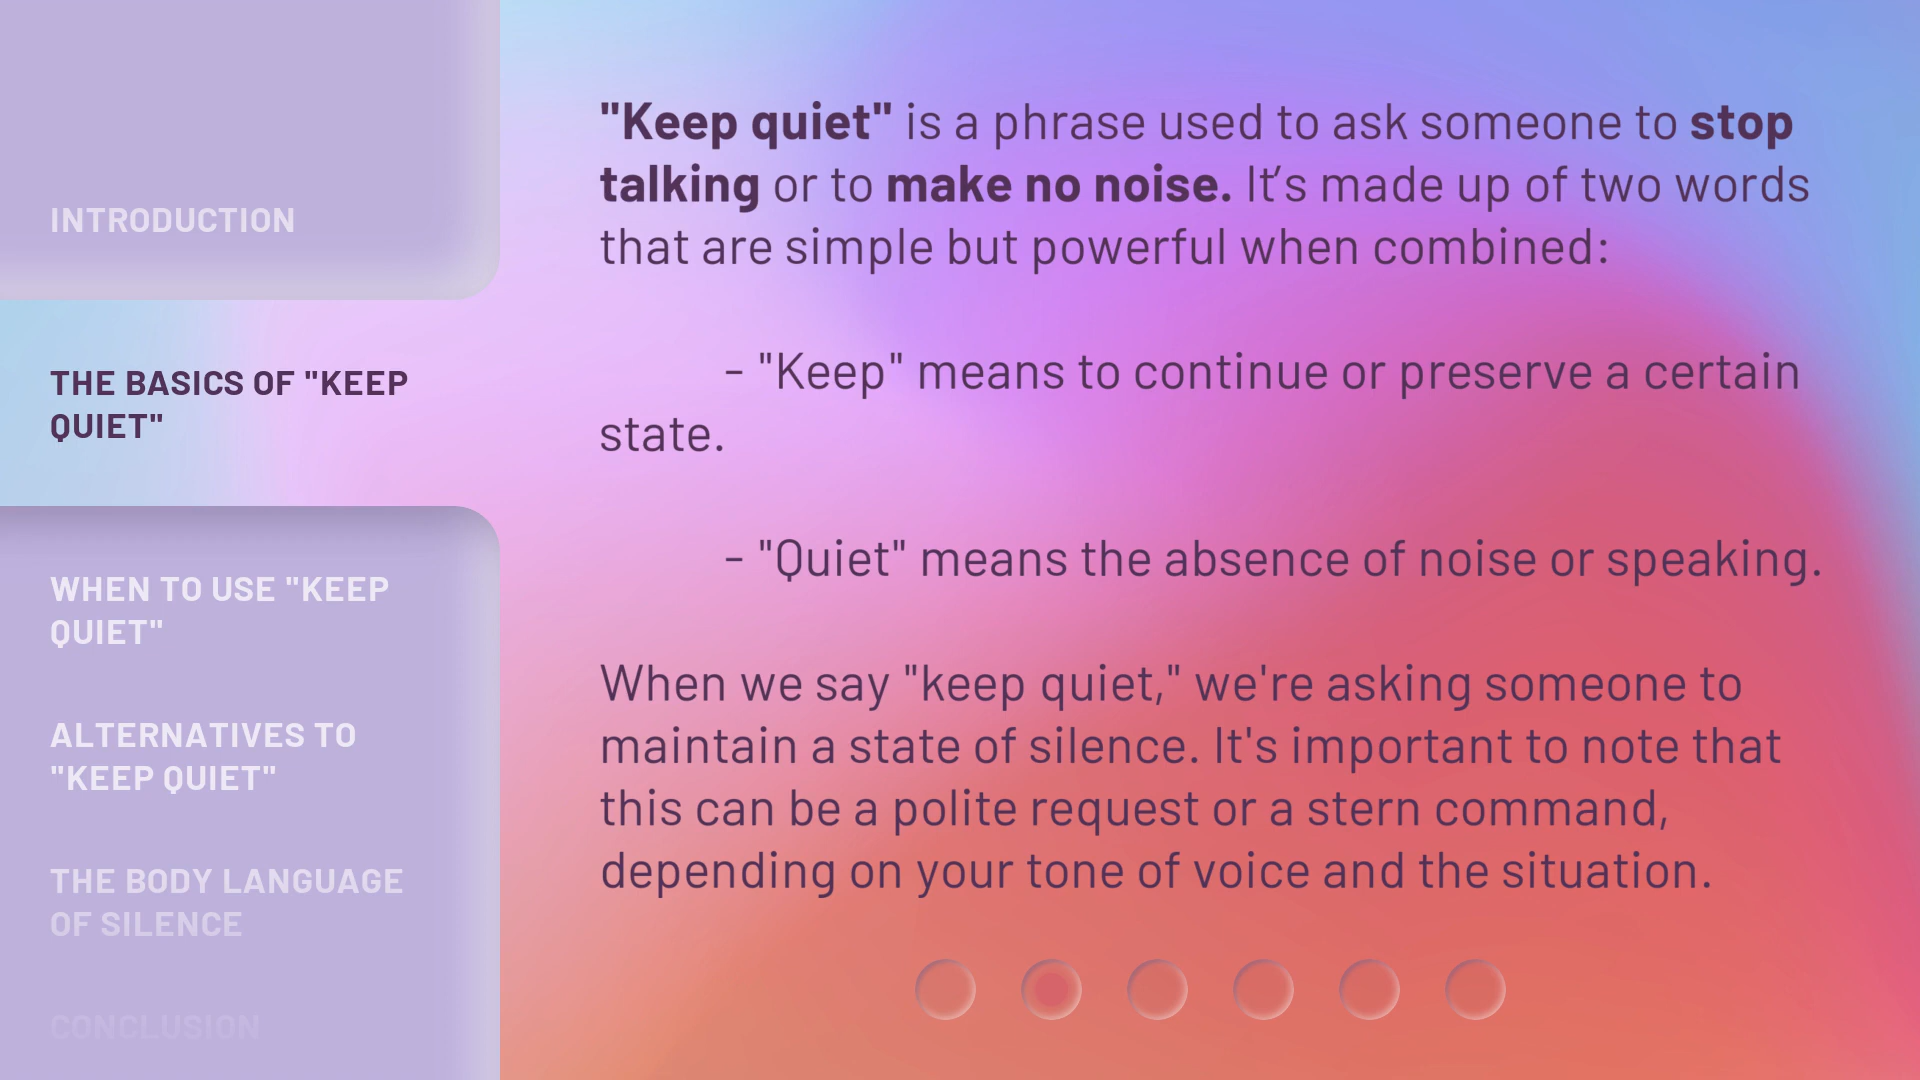 INTRODUCTION
THE BASICS OF "KEEP
QUIET"
WHEN TO USE "KEEP
QUIET"
ALTERNATIVES TO
"KEEP QUIET"
THE BODY LANGUAGE
OF SILENCE
CONCLUSION
"Keep quiet" is a phrase used to ask someone to stop
talking or to make no noise. It’s made up of two words
that are simple but powerful when combined:
- "Keep" means to continue or preserve a certain
state.
- "Quiet" means the absence of noise or speaking.
When we say "keep quiet," we're asking someone to
maintain a state of silence. It's important to note that
this can be a polite request or a stern command,
depending on your tone of voice and the situation.